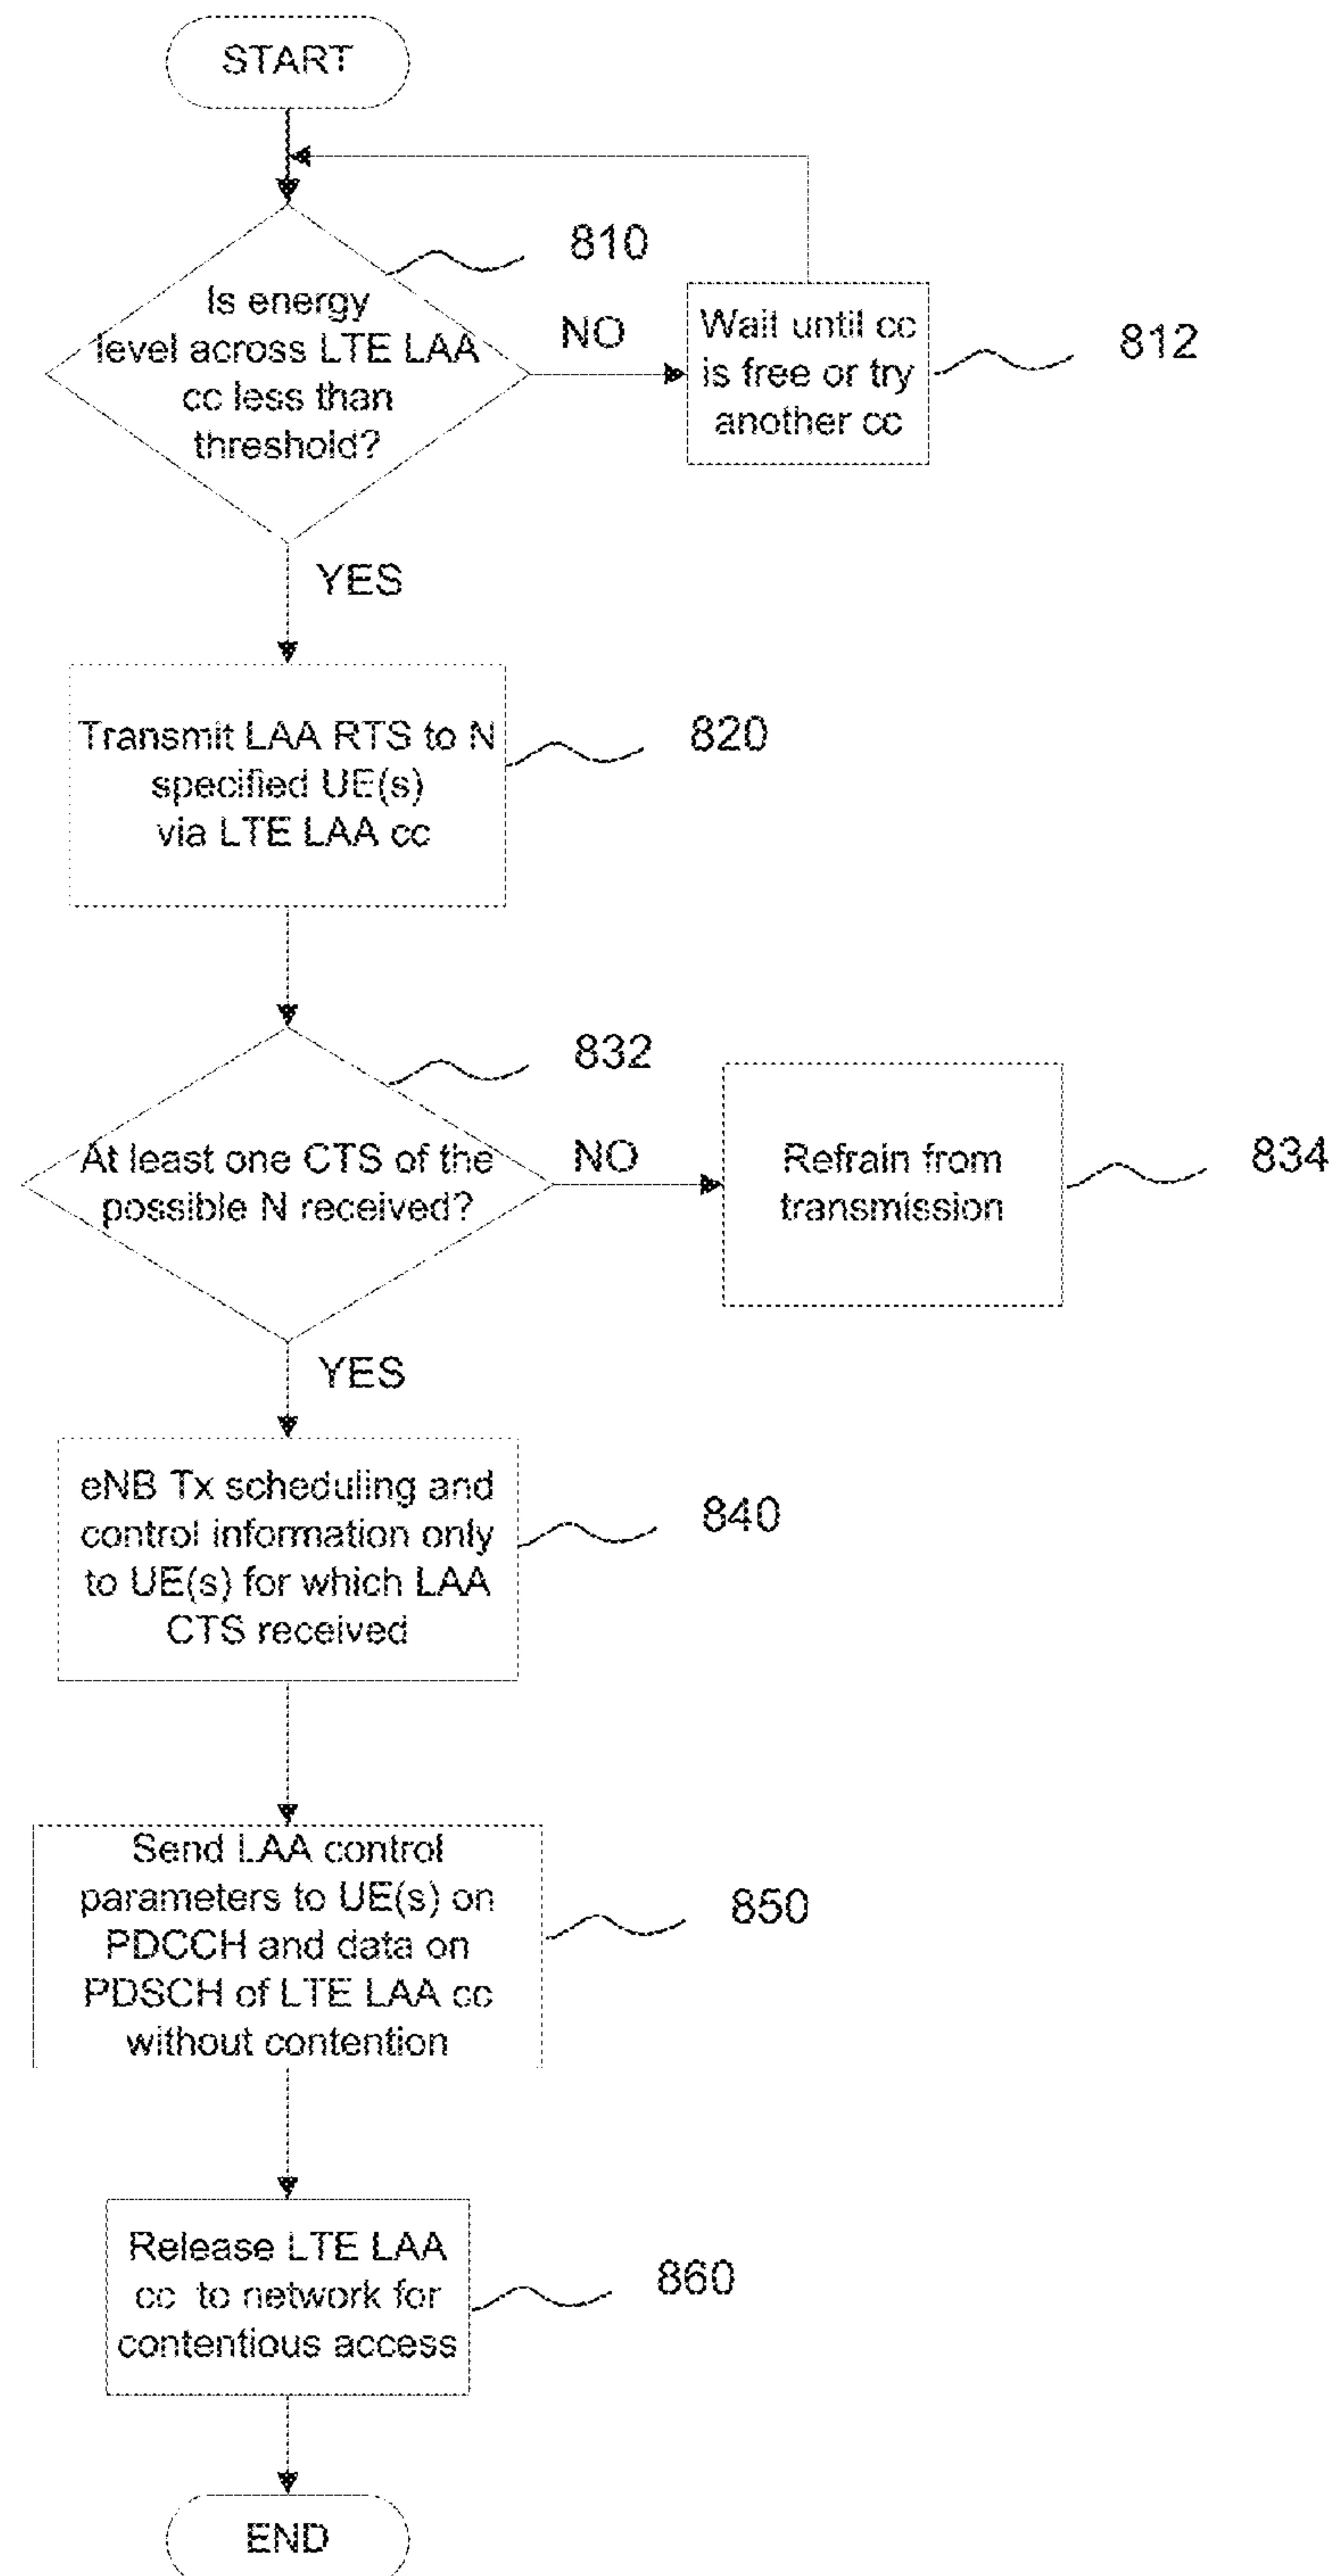 START
810
Is energy
level across LTE LAA
cc less than
threshold?
NO
Wait until cc
is free or try
another cc
812
YES
Transmit LAA RTS to N
specified UE(s)
via LTE LAA cc
820
832
At least one CTS of the
possible N received?
NO
Refrain from
transmission
834
YES
eNB Tx scheduling and
control information only
to UE(s) for which LAA
CTS received
840
Send LAA control
parameters to UE(s) on
PDCCH and data on
PDSCH of LTE LAA cc
without contention
850
Release LTE LAA
cc to network for
contentious access
860
END